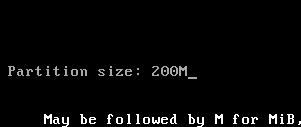 Partition size: 200M_
May be followed by M for MiB,